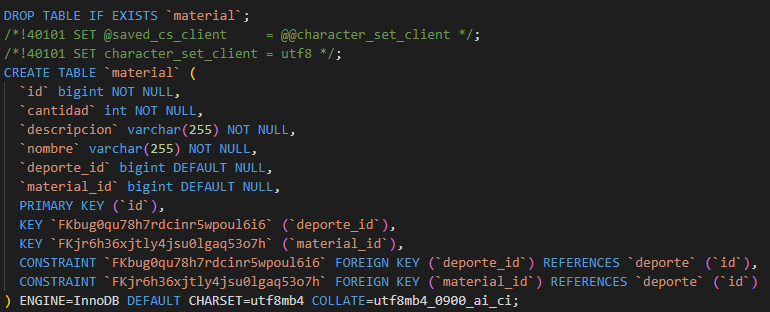 DROP TABLE IF EXISTS `material`;
/*!40101 SET @saved_cs_client     = @@character_set_client */;
/*!40101 SET character_set_client = utf8 */;
CREATE TABLE `material` (
  `id` bigint NOT NULL,
  `cantidad` int NOT NULL,
  `descripcion` varchar(255) NOT NULL,
  `nombre` varchar(255) NOT NULL,
  `deporte_id` bigint DEFAULT NULL,
  `material_id` bigint DEFAULT NULL,
  PRIMARY KEY (`id`),
  KEY `FKbug0qu78h7rdcinr5wpoul6i6` (`deporte_id`),
  KEY `FKjr6h36xjtly4jsu0lgaq53o7h` (`material_id`),
  CONSTRAINT `FKbug0qu78h7rdcinr5wpoul6i6` FOREIGN KEY (`deporte_id`) REFERENCES `deporte` (`id`),
  CONSTRAINT `FKjr6h36xjtly4jsu0lgaq53o7h` FOREIGN KEY (`material_id`) REFERENCES `deporte` (`id`)
) ENGINE=InnoDB DEFAULT CHARSET=utf8mb4 COLLATE=utf8mb4_0900_ai_ci;